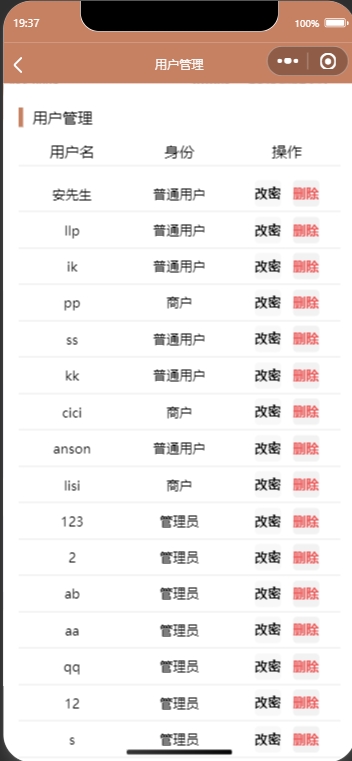 19:37 100%
用户管理
用户管理
用户名 身份 操作
安先生 普通用户 改密 删除
llp 普通用户 改密 删除
ik 普通用户 改密 删除
pp 商户 改密 删除
ss 普通用户 改密 删除
kk 普通用户 改密 删除
cici 商户 改密 删除
anson 普通用户 改密 删除
lisi 商户 改密 删除
123 管理员 改密 删除
2 管理员 改密 删除
ab 管理员 改密 删除
aa 管理员 改密 删除
qq 管理员 改密 删除
12 管理员 改密 删除
s 管理员 改密 删除